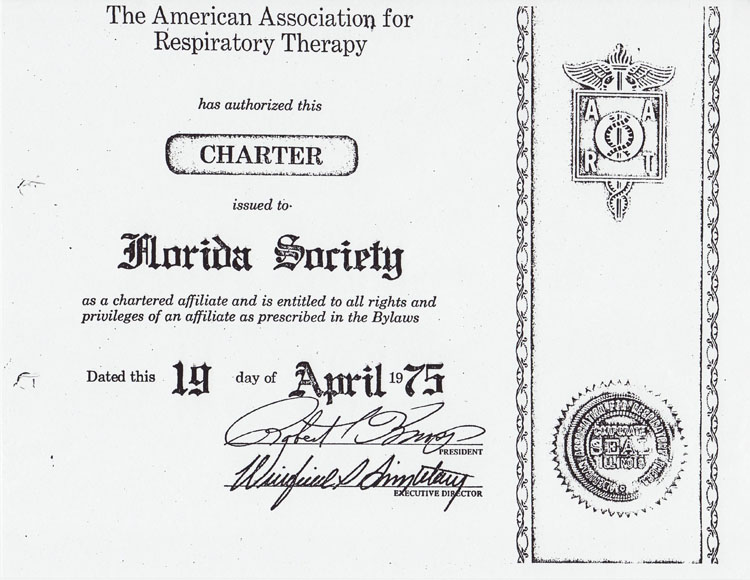 The American Association for
Respiratory Therapy
has authorized this
CHARTER
issued to
Florida Society
as a chartered affiliate and is entitled to all rights and
privileges of an affiliate as prescribed in the Bylaws
Dated this 19 day of April 1975
Robert
PRESIDENT
EXECUTIVE DIRECTOR
A A
R T
SEAL